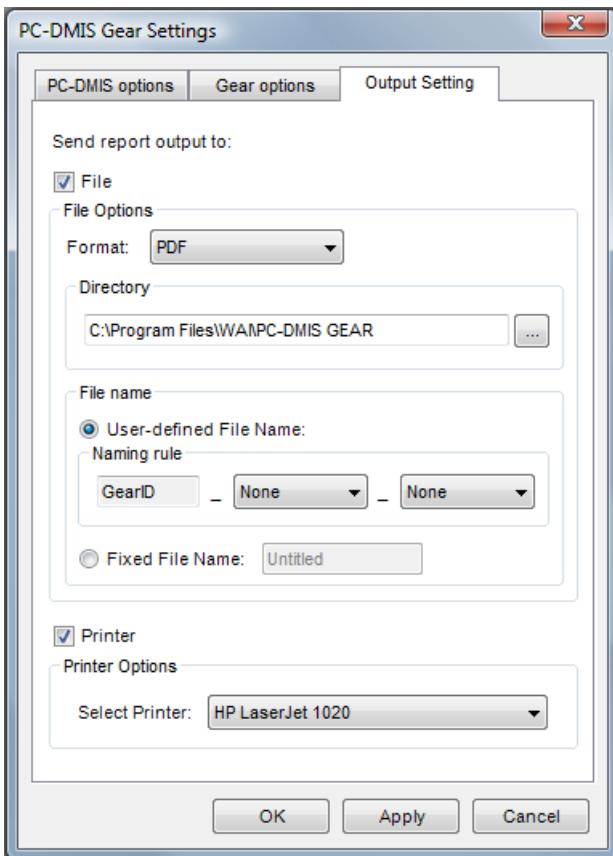 PC-DMIS Gear Settings
PC-DMIS options Gear options Output Setting
Send report output to:
File
File Options
Format: PDF
Directory
C:\Program Files\WAI\PC-DMIS GEAR ...
File name
User-defined File Name:
Naming rule
GearID _ None _ None
Fixed File Name: Untitled
Printer
Printer Options
Select Printer: HP LaserJet 1020
OK Apply Cancel